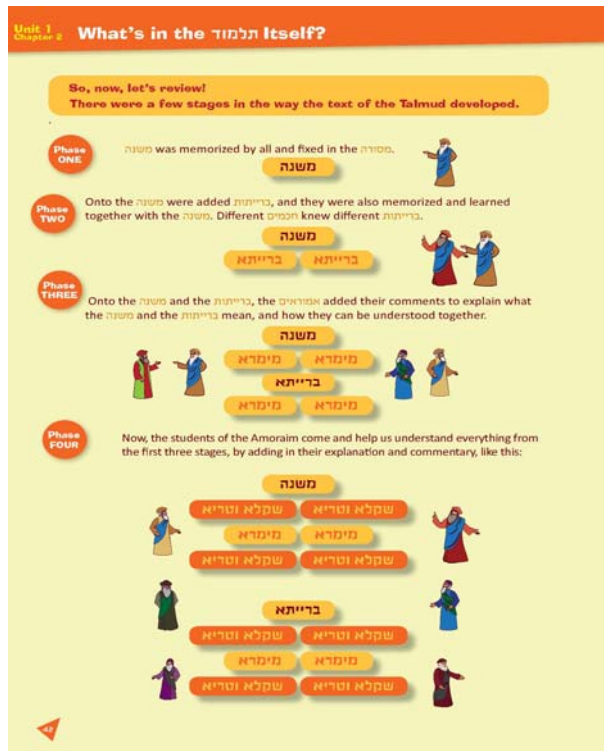 Unit 1
Chapter 2
What's in the תלמוד Itself?
So, now, let's review!
There were a few stages in the way the text of the Talmud developed.
Phase
ONE
משנה was memorized by all and fixed in the מסורה.
משנה
Phase
TWO
Onto the משנה were added ברייתות, and they were also memorized and learned
together with the משנה. Different חכמים knew different ברייתות.
משנה
ברייתא ברייתא
Phase
THREE
Onto the משנה and the ברייתות, the אמוראים added their comments to explain what
the משנה and the ברייתות mean, and how they can be understood together.
משנה
מימרא מימרא
ברייתא
מימרא מימרא
Phase
FOUR
Now, the students of the Amoraim come and help us understand everything from
the first three stages, by adding in their explanation and commentary, like this:
משנה
שקלא וטריא שקלא וטריא
מימרא מימרא
שקלא וטריא שקלא וטריא
ברייתא
שקלא וטריא שקלא וטריא
מימרא מימרא
שקלא וטריא שקלא וטריא
42